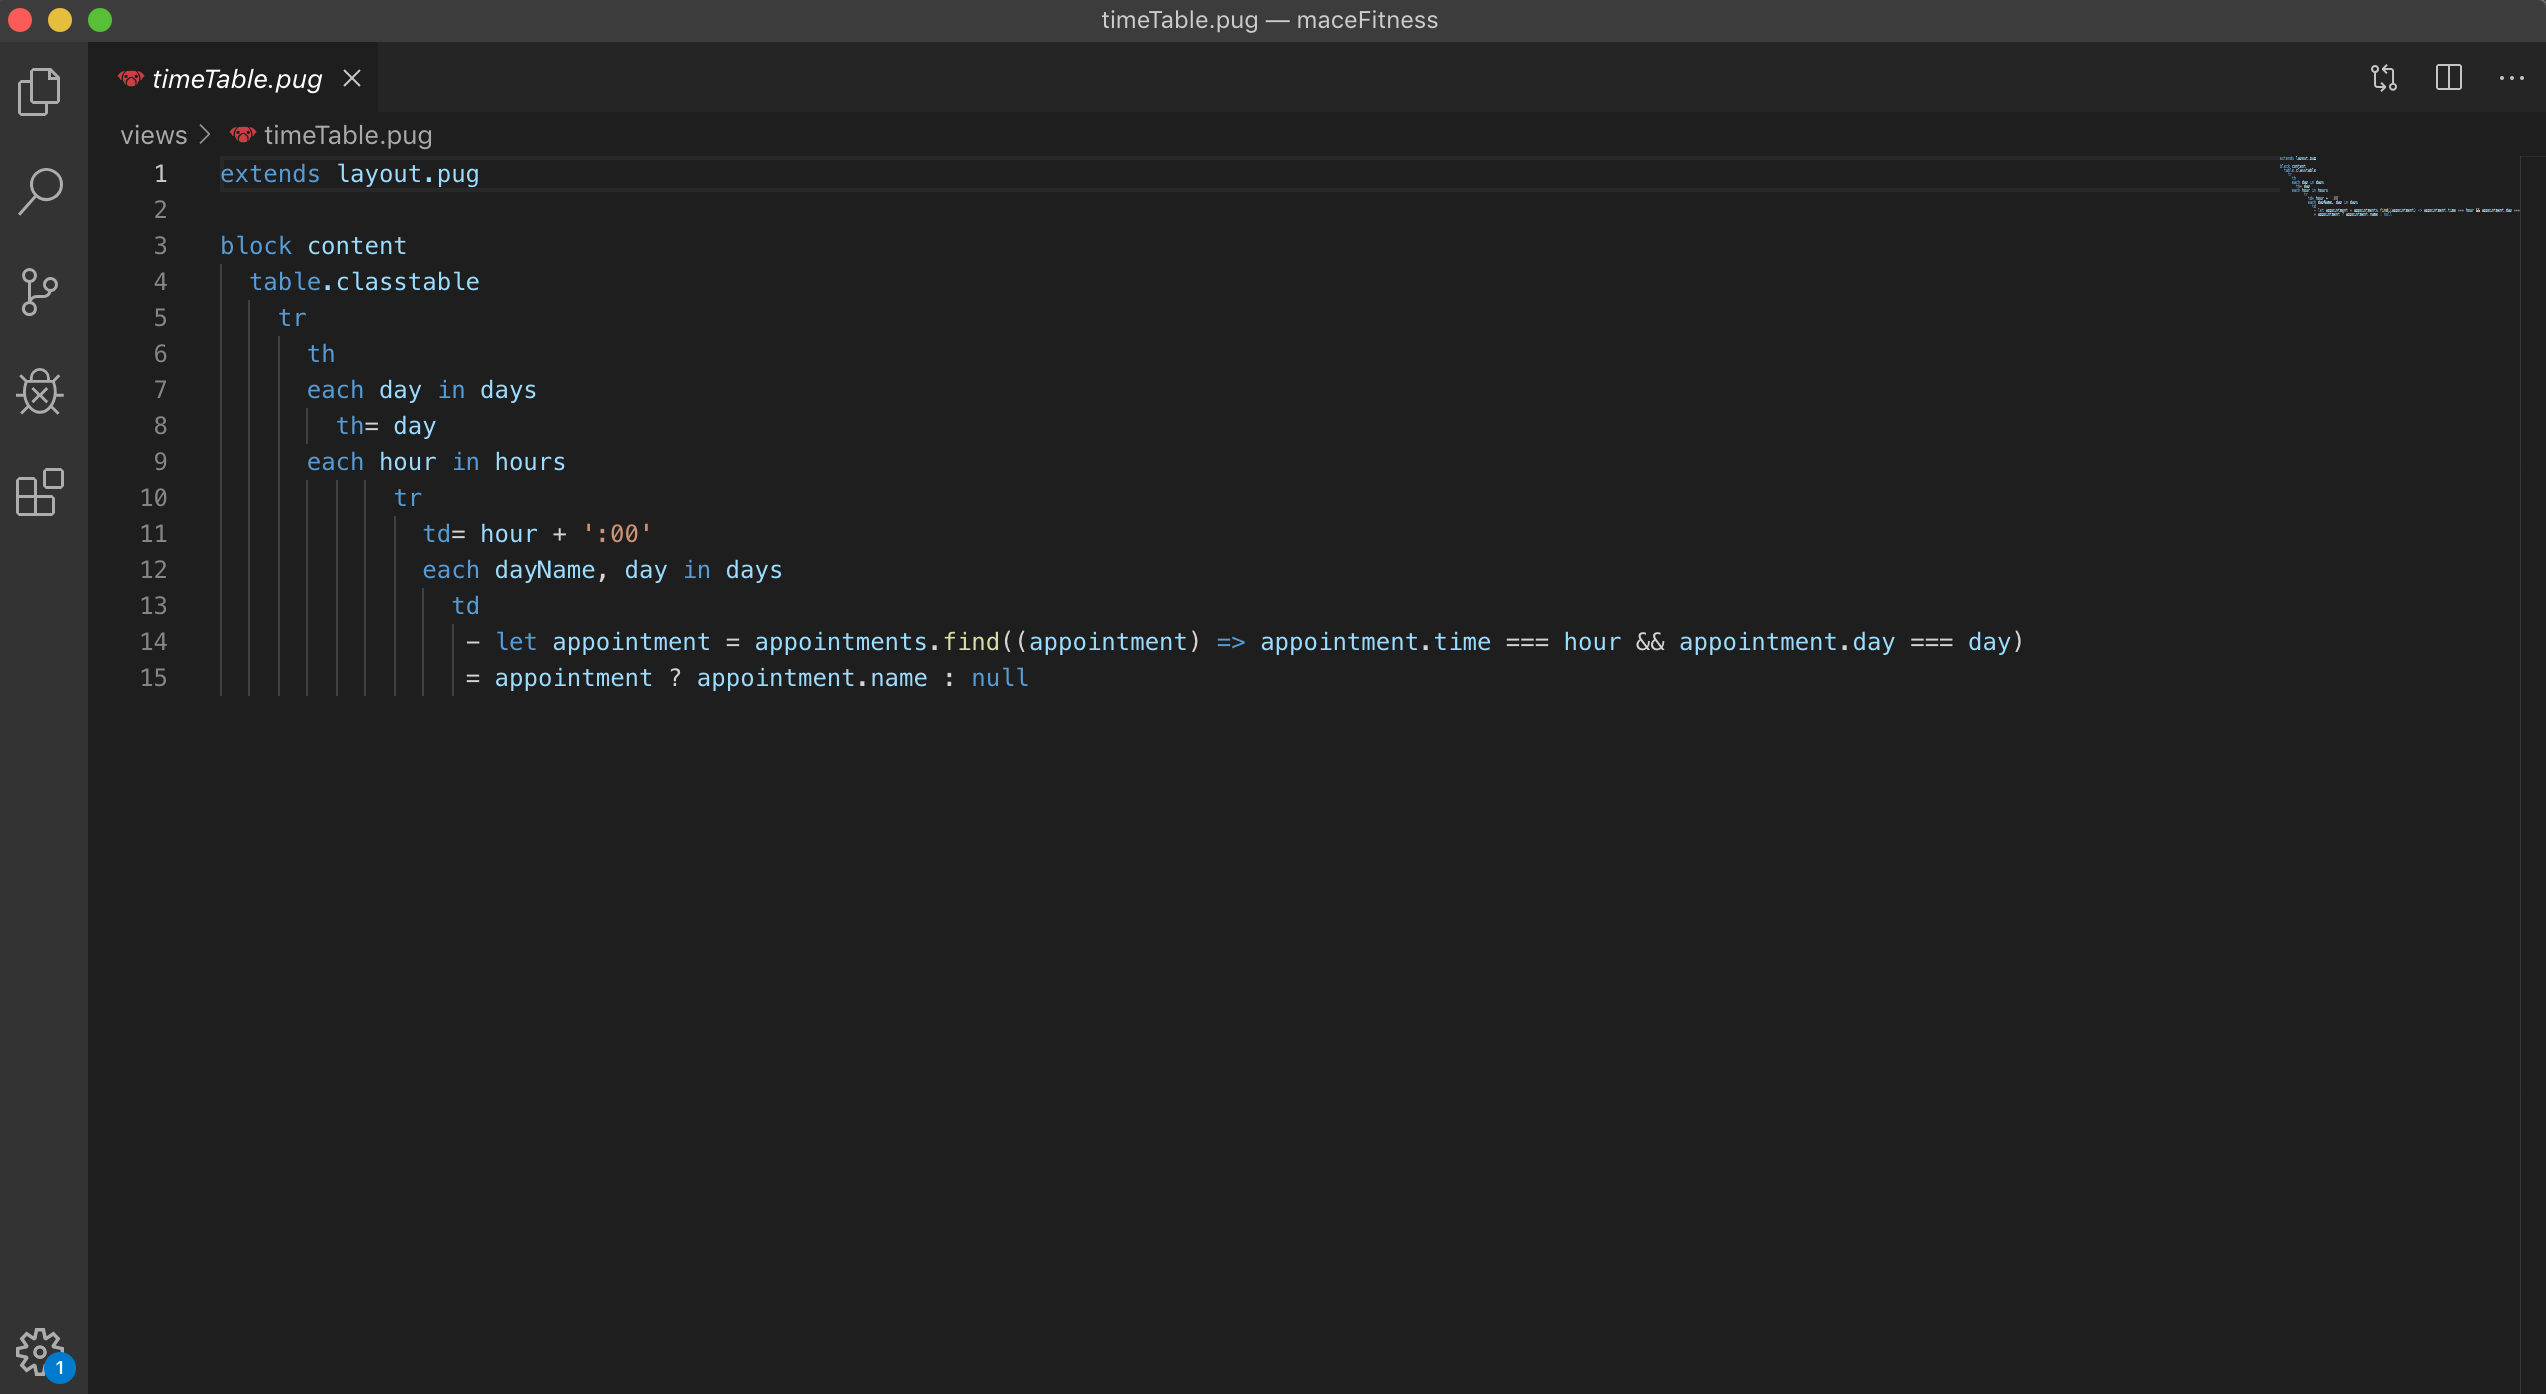 timeTable.pug — maceFitness
timeTable.pug
views > timeTable.pug
1 extends layout.pug
2
3 block content
4   table.classtable
5     tr
6       th
7       each day in days
8         th= day
9       each hour in hours
10             tr
11               td= hour + ':00'
12               each dayName, day in days
13                 td
14                  - let appointment = appointments.find((appointment) => appointment.time === hour && appointment.day === day)
15                  = appointment ? appointment.name : null
1